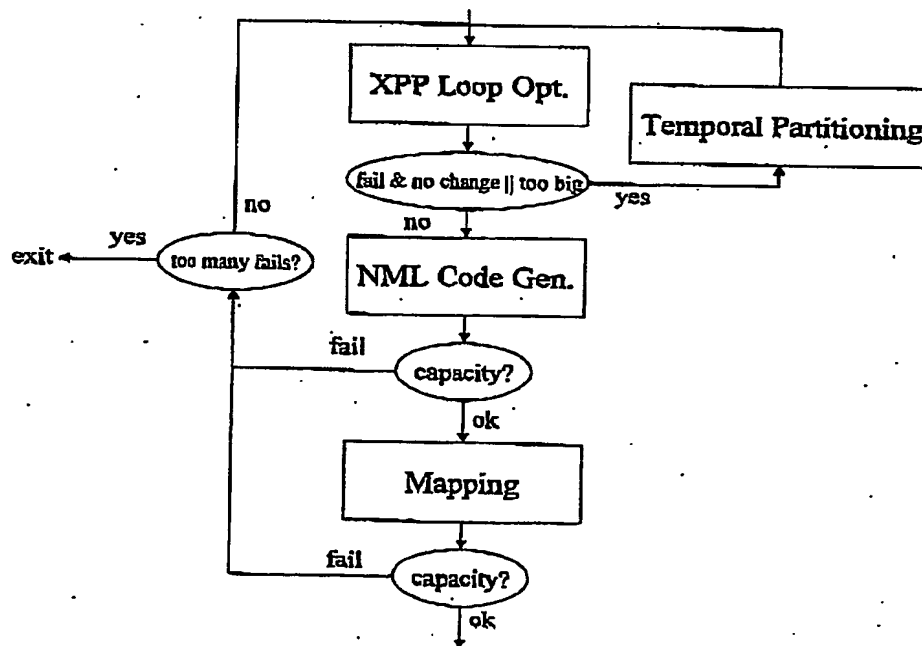 XPP Loop Opt.
Temporal Partitioning
fail & no change || too big
yes
no
no
yes
exit
too many fails?
NML Code Gen.
fail
capacity?
ok
Mapping
fail
capacity?
ok